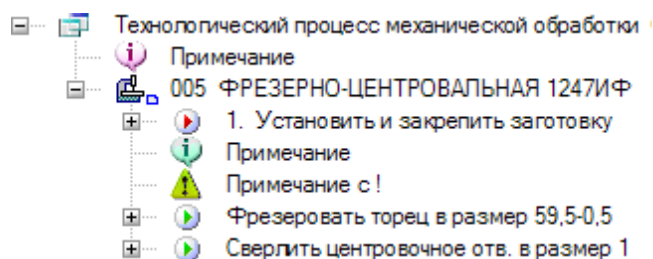 Технологический процесс механической обработки
Примечание
005 ФРЕЗЕРНО-ЦЕНТРОВАЛЬНАЯ 1247ИФ
1. Установить и закрепить заготовку
Примечание
Примечание с !
Фрезеровать торец в размер 59,5-0,5
Сверлить центровочное отв. в размер 1